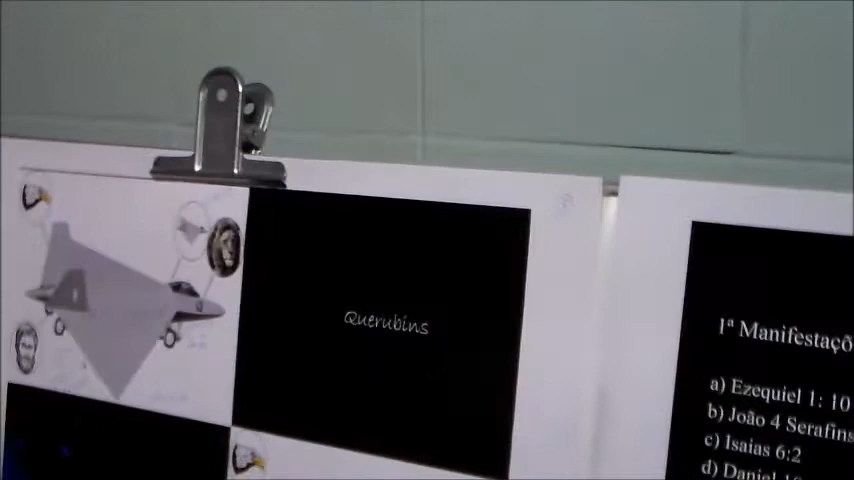 Querubins
1ª Manifestaçõ
a) Ezequiel 1: 10
b) João 4 Serafins
c) Isaias 6:2
d) Daniel